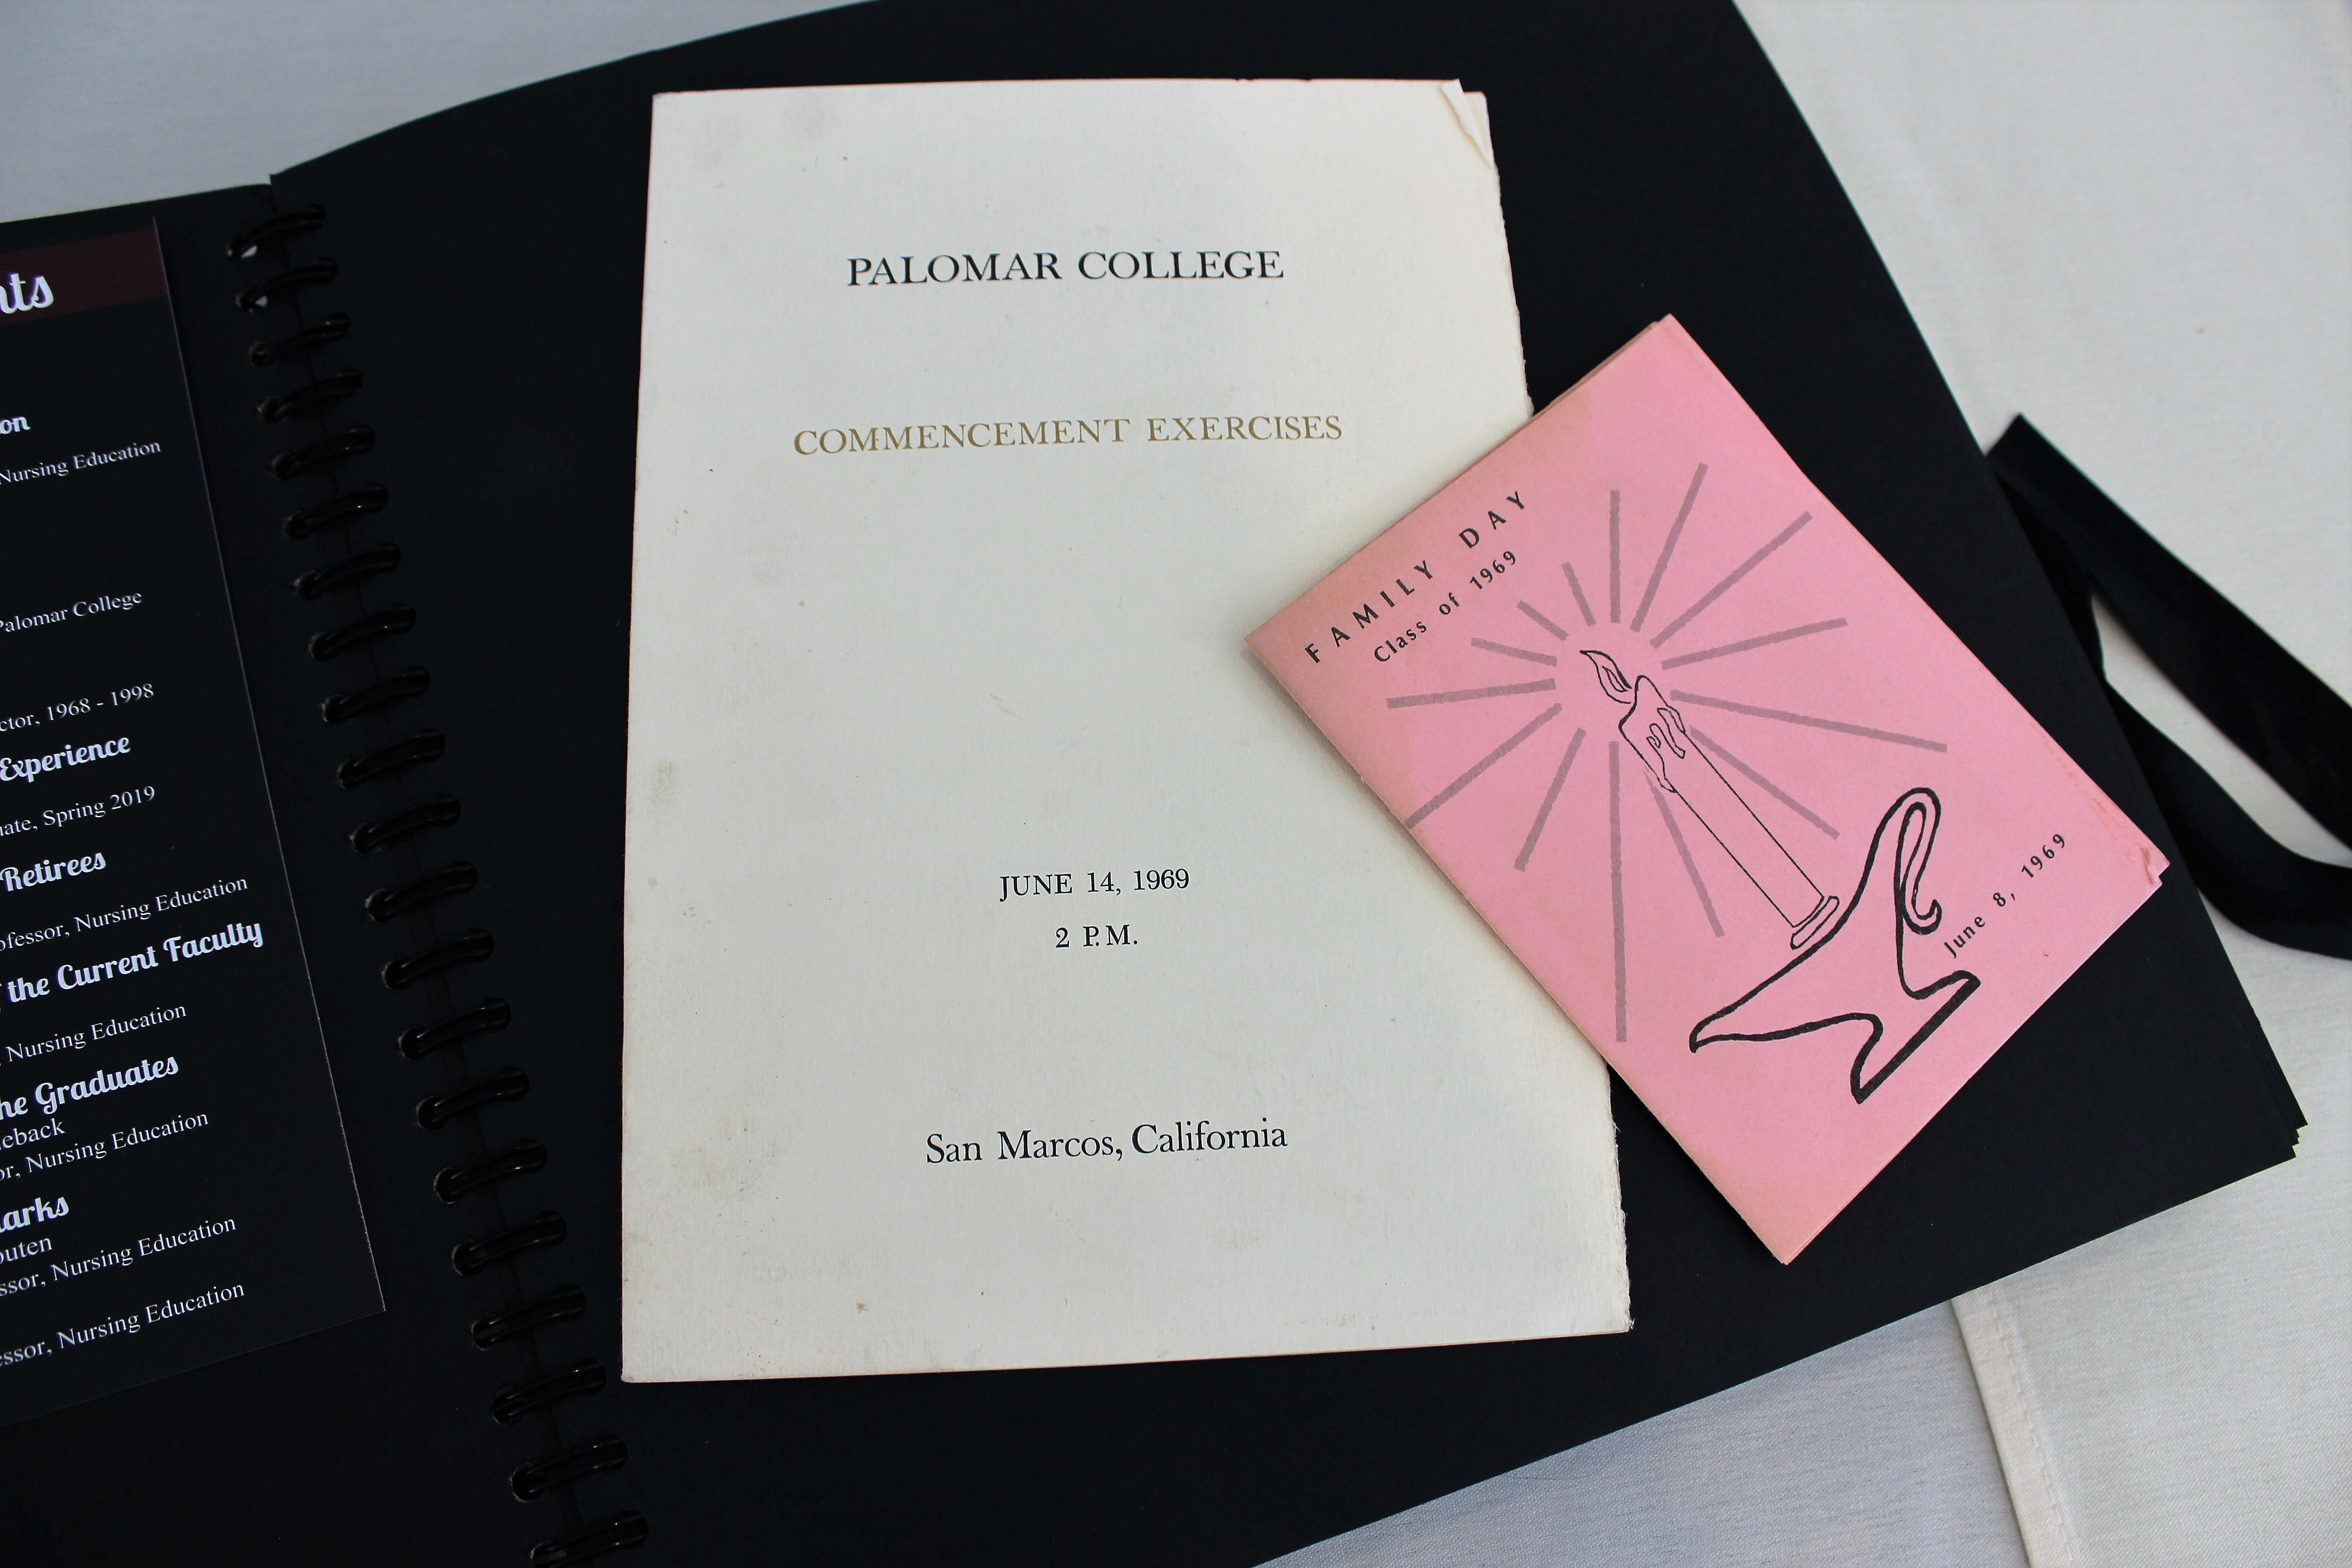 nts
on
Nursing Education
Palomar College
ctor, 1968 - 1998
Experience
ate, Spring 2019
Retirees
ofessor, Nursing Education
the Current Faculty
Nursing Education
he Graduates
eback
or, Nursing Education
arks
outen
ssor, Nursing Education
essor, Nursing Education
PALOMAR COLLEGE
COMMENCEMENT EXERCISES
JUNE 14, 1969
2 P.M.
San Marcos, California
FAMILY DAY
Class of 1969
June 8, 1969